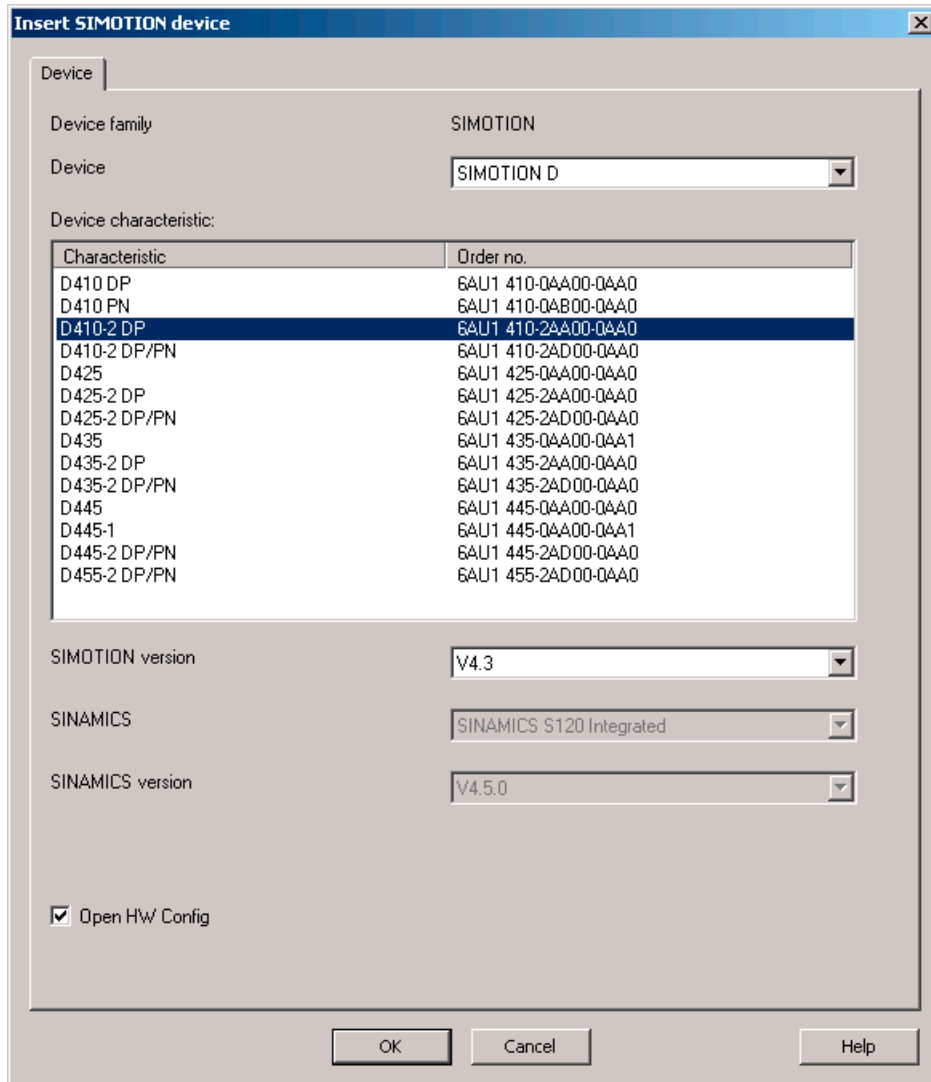 Insert SIMOTION device
Device
Device family SIMOTION
Device SIMOTION D
Device characteristic:
Characteristic Order no.
D410 DP 6AU1 410-0AA00-0AA0
D410 PN 6AU1 410-0AB00-0AA0
D410-2 DP 6AU1 410-2AA00-0AA0
D410-2 DP/PN 6AU1 410-2AD00-0AA0
D425 6AU1 425-0AA00-0AA0
D425-2 DP 6AU1 425-2AA00-0AA0
D425-2 DP/PN 6AU1 425-2AD00-0AA0
D435 6AU1 435-0AA00-0AA1
D435-2 DP 6AU1 435-2AA00-0AA0
D435-2 DP/PN 6AU1 435-2AD00-0AA0
D445 6AU1 445-0AA00-0AA0
D445-1 6AU1 445-0AA00-0AA1
D445-2 DP/PN 6AU1 445-2AD00-0AA0
D455-2 DP/PN 6AU1 455-2AD00-0AA0
SIMOTION version V4.3
SINAMICS SINAMICS S120 Integrated
SINAMICS version V4.5.0
Open HW Config
OK Cancel Help